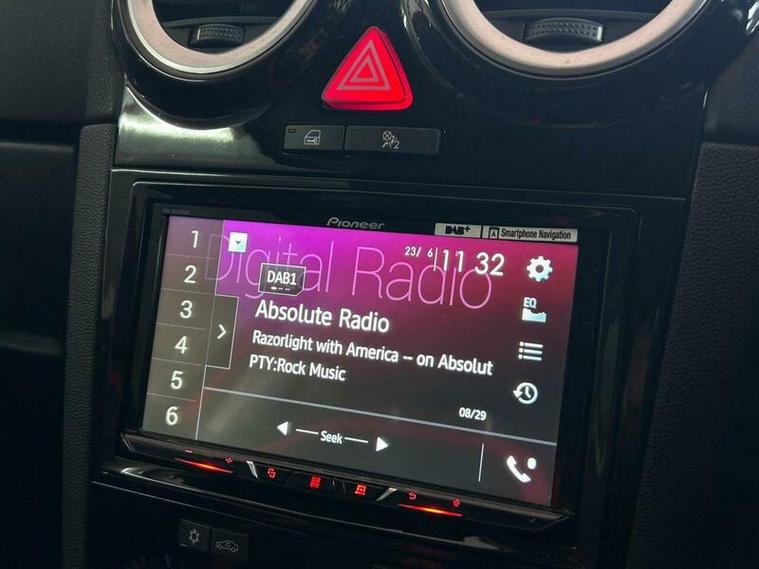 2
Pioneer
DAB+
A Smartphone Navigation
1
2
3
4
5
6
Digital Radio
23/ 6
11 32
DAB1
EQ
Absolute Radio
Razorlight with America -- on Absolut
PTY:Rock Music
08/29
Seek